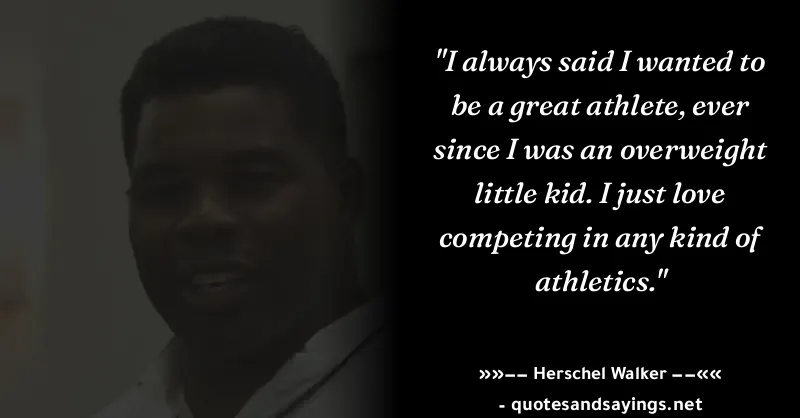 "I always said I wanted to
be a great athlete, ever
since I was an overweight
little kid. I just love
competing in any kind of
athletics."
»»−− Herschel Walker −−««
- quotesandsayings.net